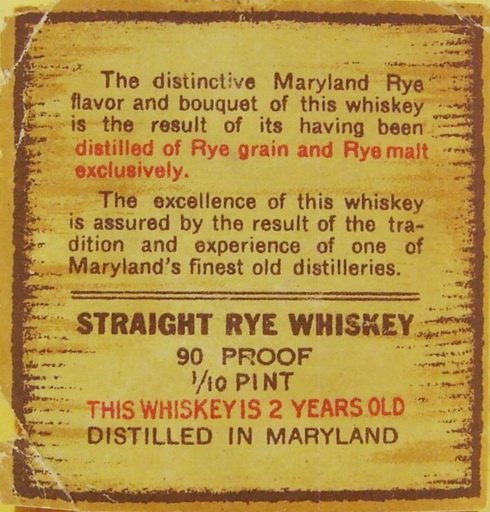 The distinctive Maryland Rye
flavor and bouquet of this whiskey
is the result of its having been
distilled of Rye grain and Rye malt
exclusively.
The excellence of this whiskey
is assured by the result of the tra-
dition and experience of one of
Maryland's finest old distilleries.
STRAIGHT RYE WHISKEY
90 PROOF
1/10 PINT
THIS WHISKEY IS 2 YEARS OLD
DISTILLED IN MARYLAND